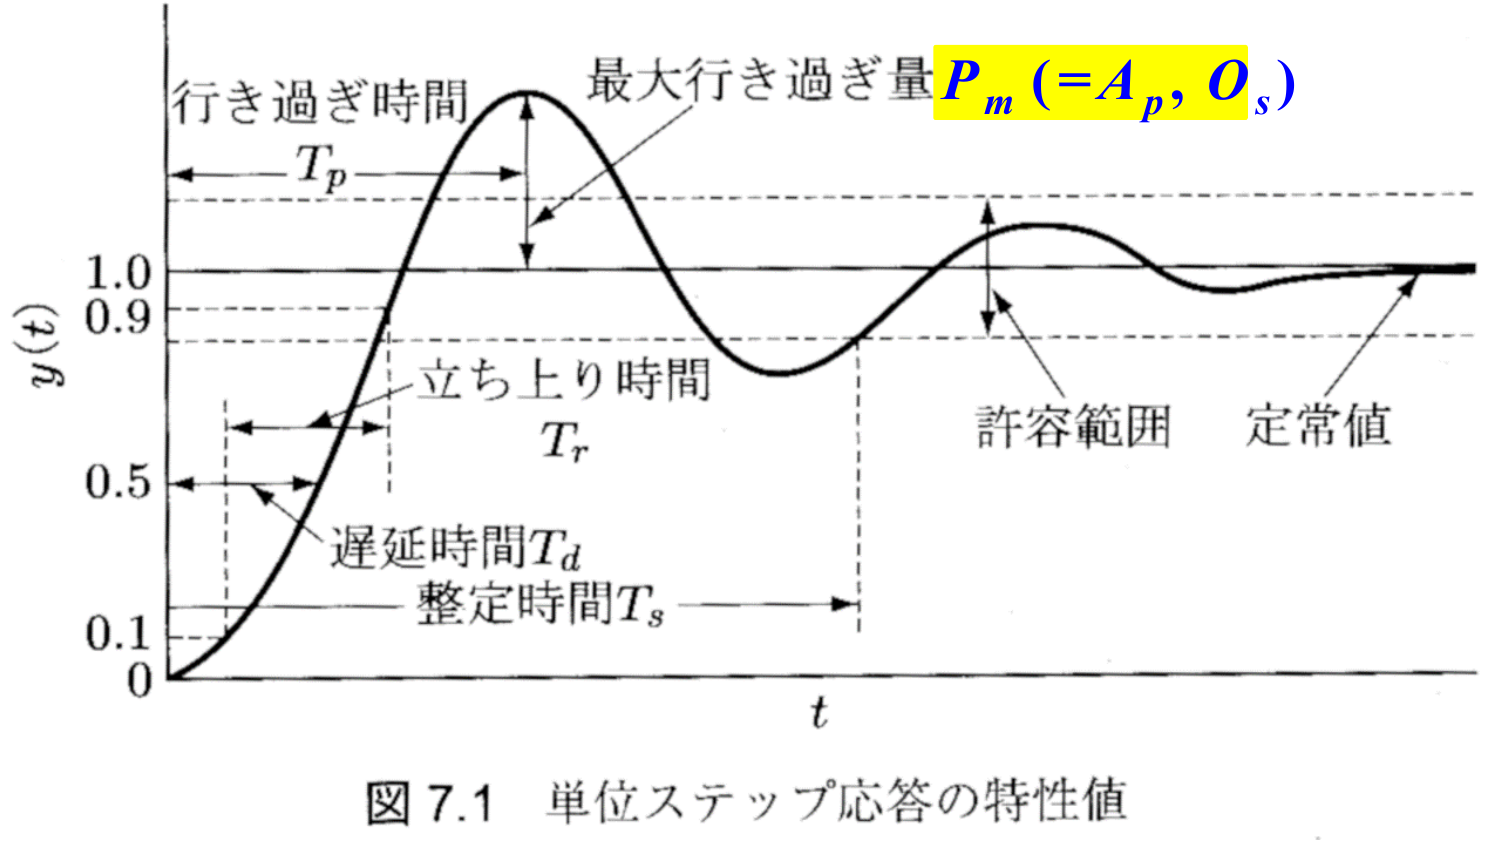 行き過ぎ時間
T_p
最大行き過ぎ量 P_m (=A_p, O_s)
1.0
0.9
y(t)
立ち上り時間
T_r
許容範囲
定常値
0.5
遅延時間T_d
整定時間T_s
0.1
0
t
図 7.1 単位ステップ応答の特性値